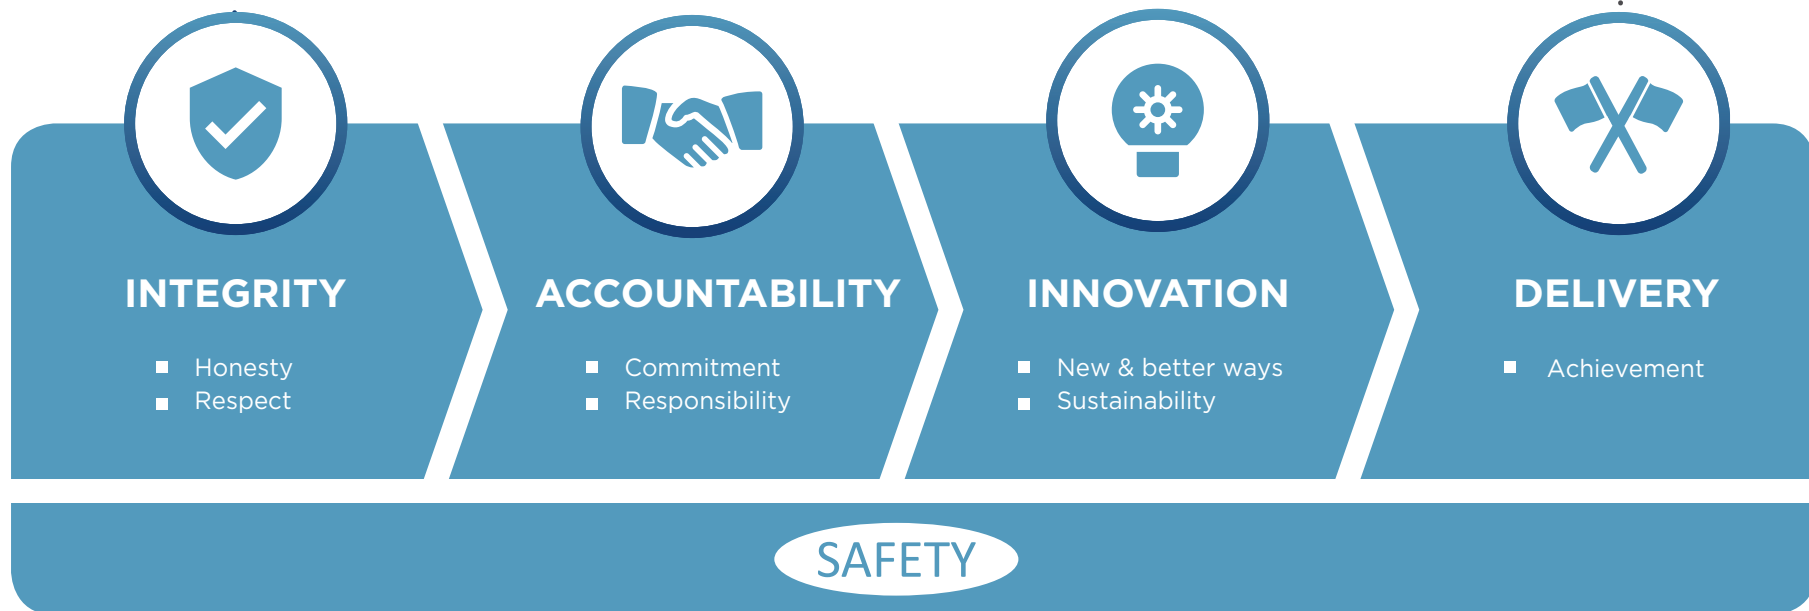 INTEGRITY
Honesty
Respect
ACCOUNTABILITY
Commitment
Responsibility
INNOVATION
New & better ways
Sustainability
DELIVERY
Achievement
SAFETY